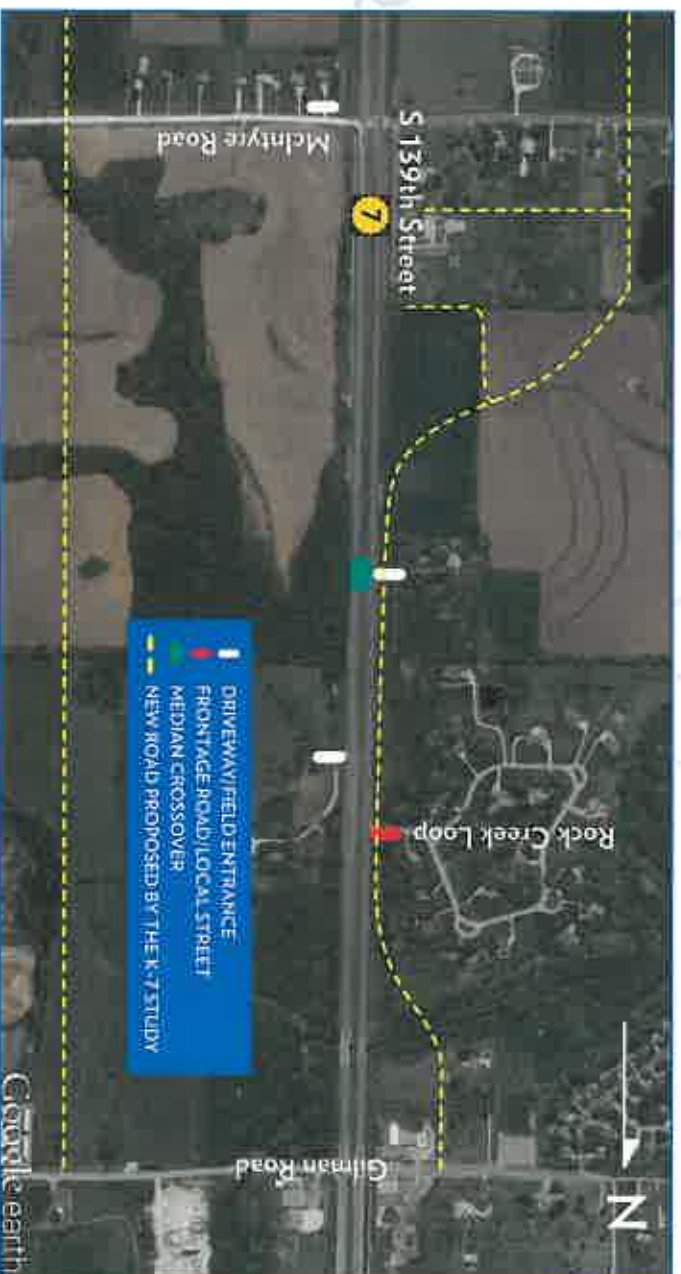 McIntyre Road
S 139th Street
7
Rock Creek Loop
DRIVEWAY/FIELD ENTRANCE
FRONTAGE ROAD/LOCAL STREET
MEDIAN CROSSOVER
NEW ROAD PROPOSED BY THE K-7 STUDY
Gilman Road
N
Google earth